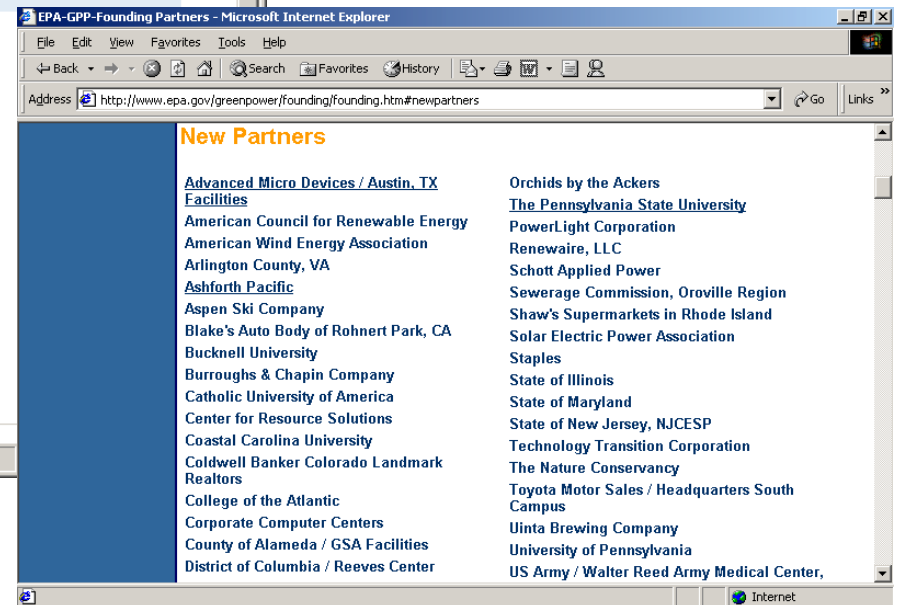 EPA-GPP-Founding Partners - Microsoft Internet Explorer
File Edit View Favorites Tools Help
Back Search Favorites History
Address http://www.epa.gov/greenpower/founding/founding.htm#newpartners Go Links »
New Partners
Advanced Micro Devices / Austin, TX
Facilities
American Council for Renewable Energy
American Wind Energy Association
Arlington County, VA
Ashforth Pacific
Aspen Ski Company
Blake's Auto Body of Rohnert Park, CA
Bucknell University
Burroughs & Chapin Company
Catholic University of America
Center for Resource Solutions
Coastal Carolina University
Coldwell Banker Colorado Landmark
Realtors
College of the Atlantic
Corporate Computer Centers
County of Alameda / GSA Facilities
District of Columbia / Reeves Center
Orchids by the Ackers
The Pennsylvania State University
PowerLight Corporation
Renewaire, LLC
Schott Applied Power
Sewerage Commission, Oroville Region
Shaw's Supermarkets in Rhode Island
Solar Electric Power Association
Staples
State of Illinois
State of Maryland
State of New Jersey, NJCESP
Technology Transition Corporation
The Nature Conservancy
Toyota Motor Sales / Headquarters South
Campus
Uinta Brewing Company
University of Pennsylvania
US Army / Walter Reed Army Medical Center,
Internet